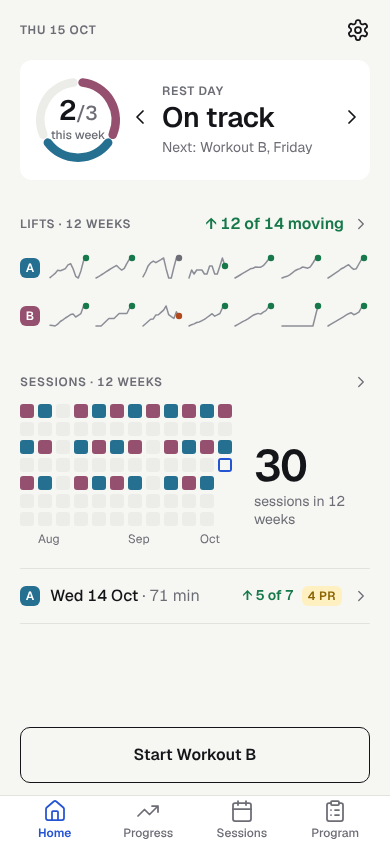 THU 15 OCT
2/3
this week
REST DAY
On track
Next: Workout B, Friday
LIFTS · 12 WEEKS
↑ 12 of 14 moving
A
B
SESSIONS · 12 WEEKS
30
sessions in 12
weeks
Aug Sep Oct
A Wed 14 Oct · 71 min ↑ 5 of 7 4 PR
Start Workout B
Home Progress Sessions Program